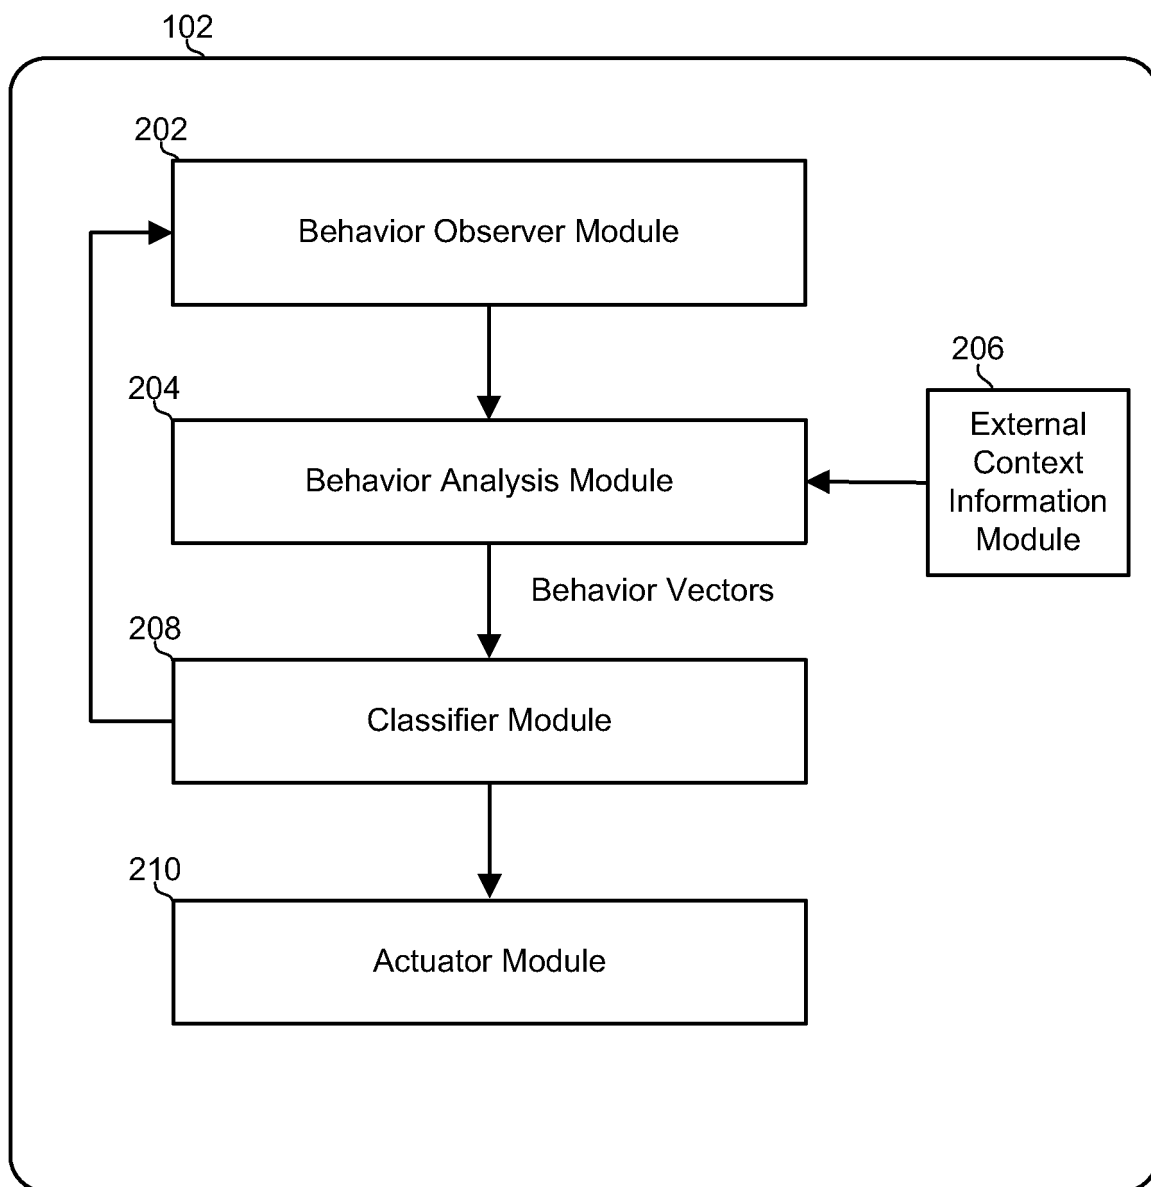 102
202
Behavior Observer Module
206
204
External
Context
Information
Module
Behavior Analysis Module
Behavior Vectors
208
Classifier Module
210
Actuator Module